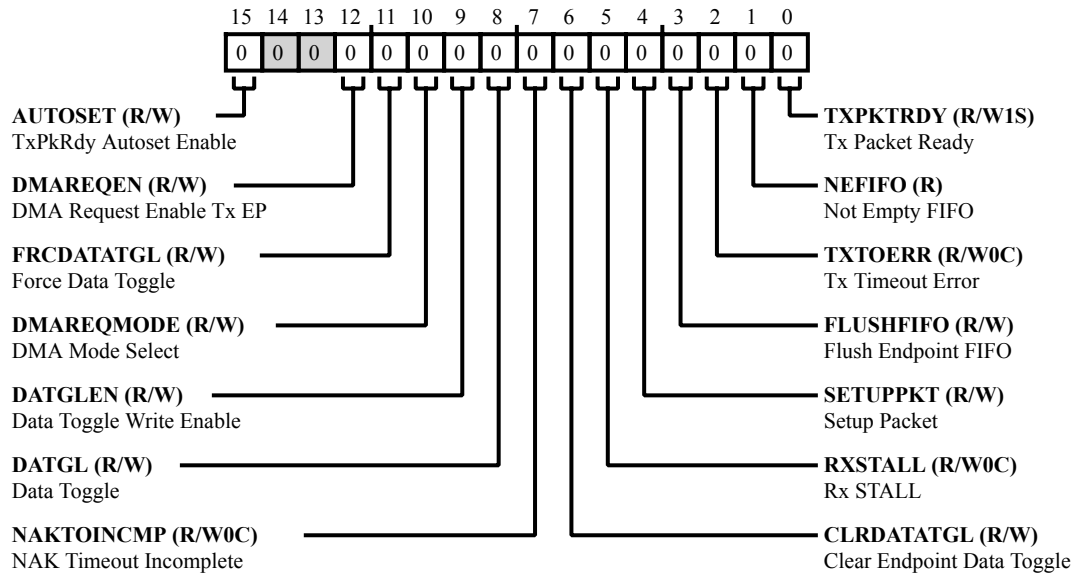 15 14 13 12 11 10 9 8 7 6 5 4 3 2 1 0
0 0 0 0 0 0 0 0 0 0 0 0 0 0 0 0
AUTOSET (R/W)
TxPkRdy Autoset Enable
DMAREQEN (R/W)
DMA Request Enable Tx EP
FRCDATATGL (R/W)
Force Data Toggle
DMAREQMODE (R/W)
DMA Mode Select
DATGLEN (R/W)
Data Toggle Write Enable
DATGL (R/W)
Data Toggle
NAKTOINCMP (R/W0C)
NAK Timeout Incomplete
TXPKTRDY (R/W1S)
Tx Packet Ready
NEFIFO (R)
Not Empty FIFO
TXTOERR (R/W0C)
Tx Timeout Error
FLUSHFIFO (R/W)
Flush Endpoint FIFO
SETUPPKT (R/W)
Setup Packet
RXSTALL (R/W0C)
Rx STALL
CLRDATATGL (R/W)
Clear Endpoint Data Toggle